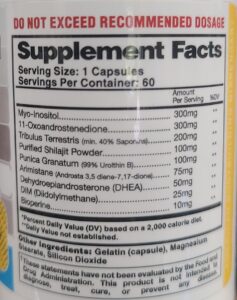 DO NOT EXCEED RECOMMENDED DOSAGE
Supplement Facts
Serving Size: 1 Capsules
Servings Per Container: 60
Amount Per Serving %DV
Myo-Inositol 300mg **
11-Oxoandrostenedione 300mg **
Tribulus Terrestris (min. 40% Saponins) 200mg **
Purified Shilajit Powder 100mg **
Punica Granatum (99% Urolithin B) 100mg **
Arimistane (Androsta 3,5 diene-7,17-dione) 75mg **
Dehydroepiandrosterone (DHEA) 50mg **
DIM (Diidolylmethane) 25mg **
Bioperine 10mg **
*Percent Daily Value (DV) based on a 2,000 calorie diet.
**Daily Value not established.
Other Ingredients: Gelatin (capsule), Magnesium
Stearate, Silicon Dioxide
These statements have not been evaluated by the Food and
Drug Administration. This product is not intended to
diagnose, treat, cure, or prevent any disease.